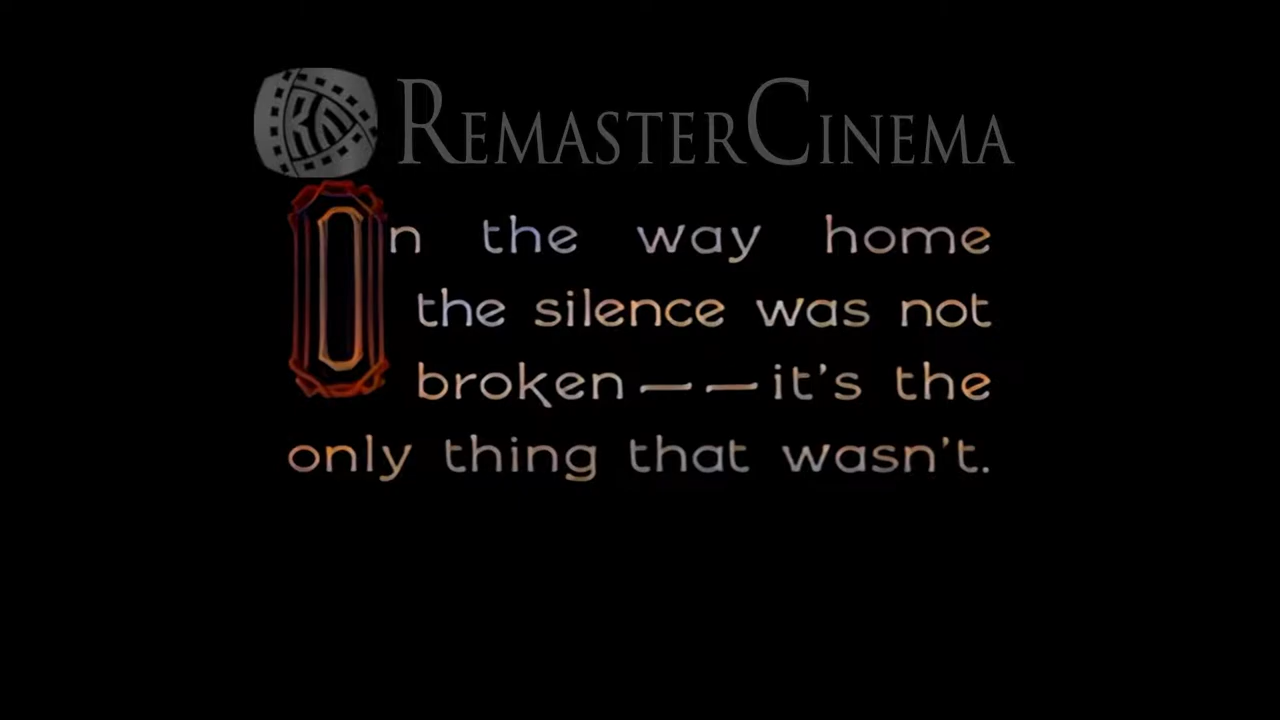 REMASTERCINEMA
On the way home
the silence was not
broken——it's the
only thing that wasn't.